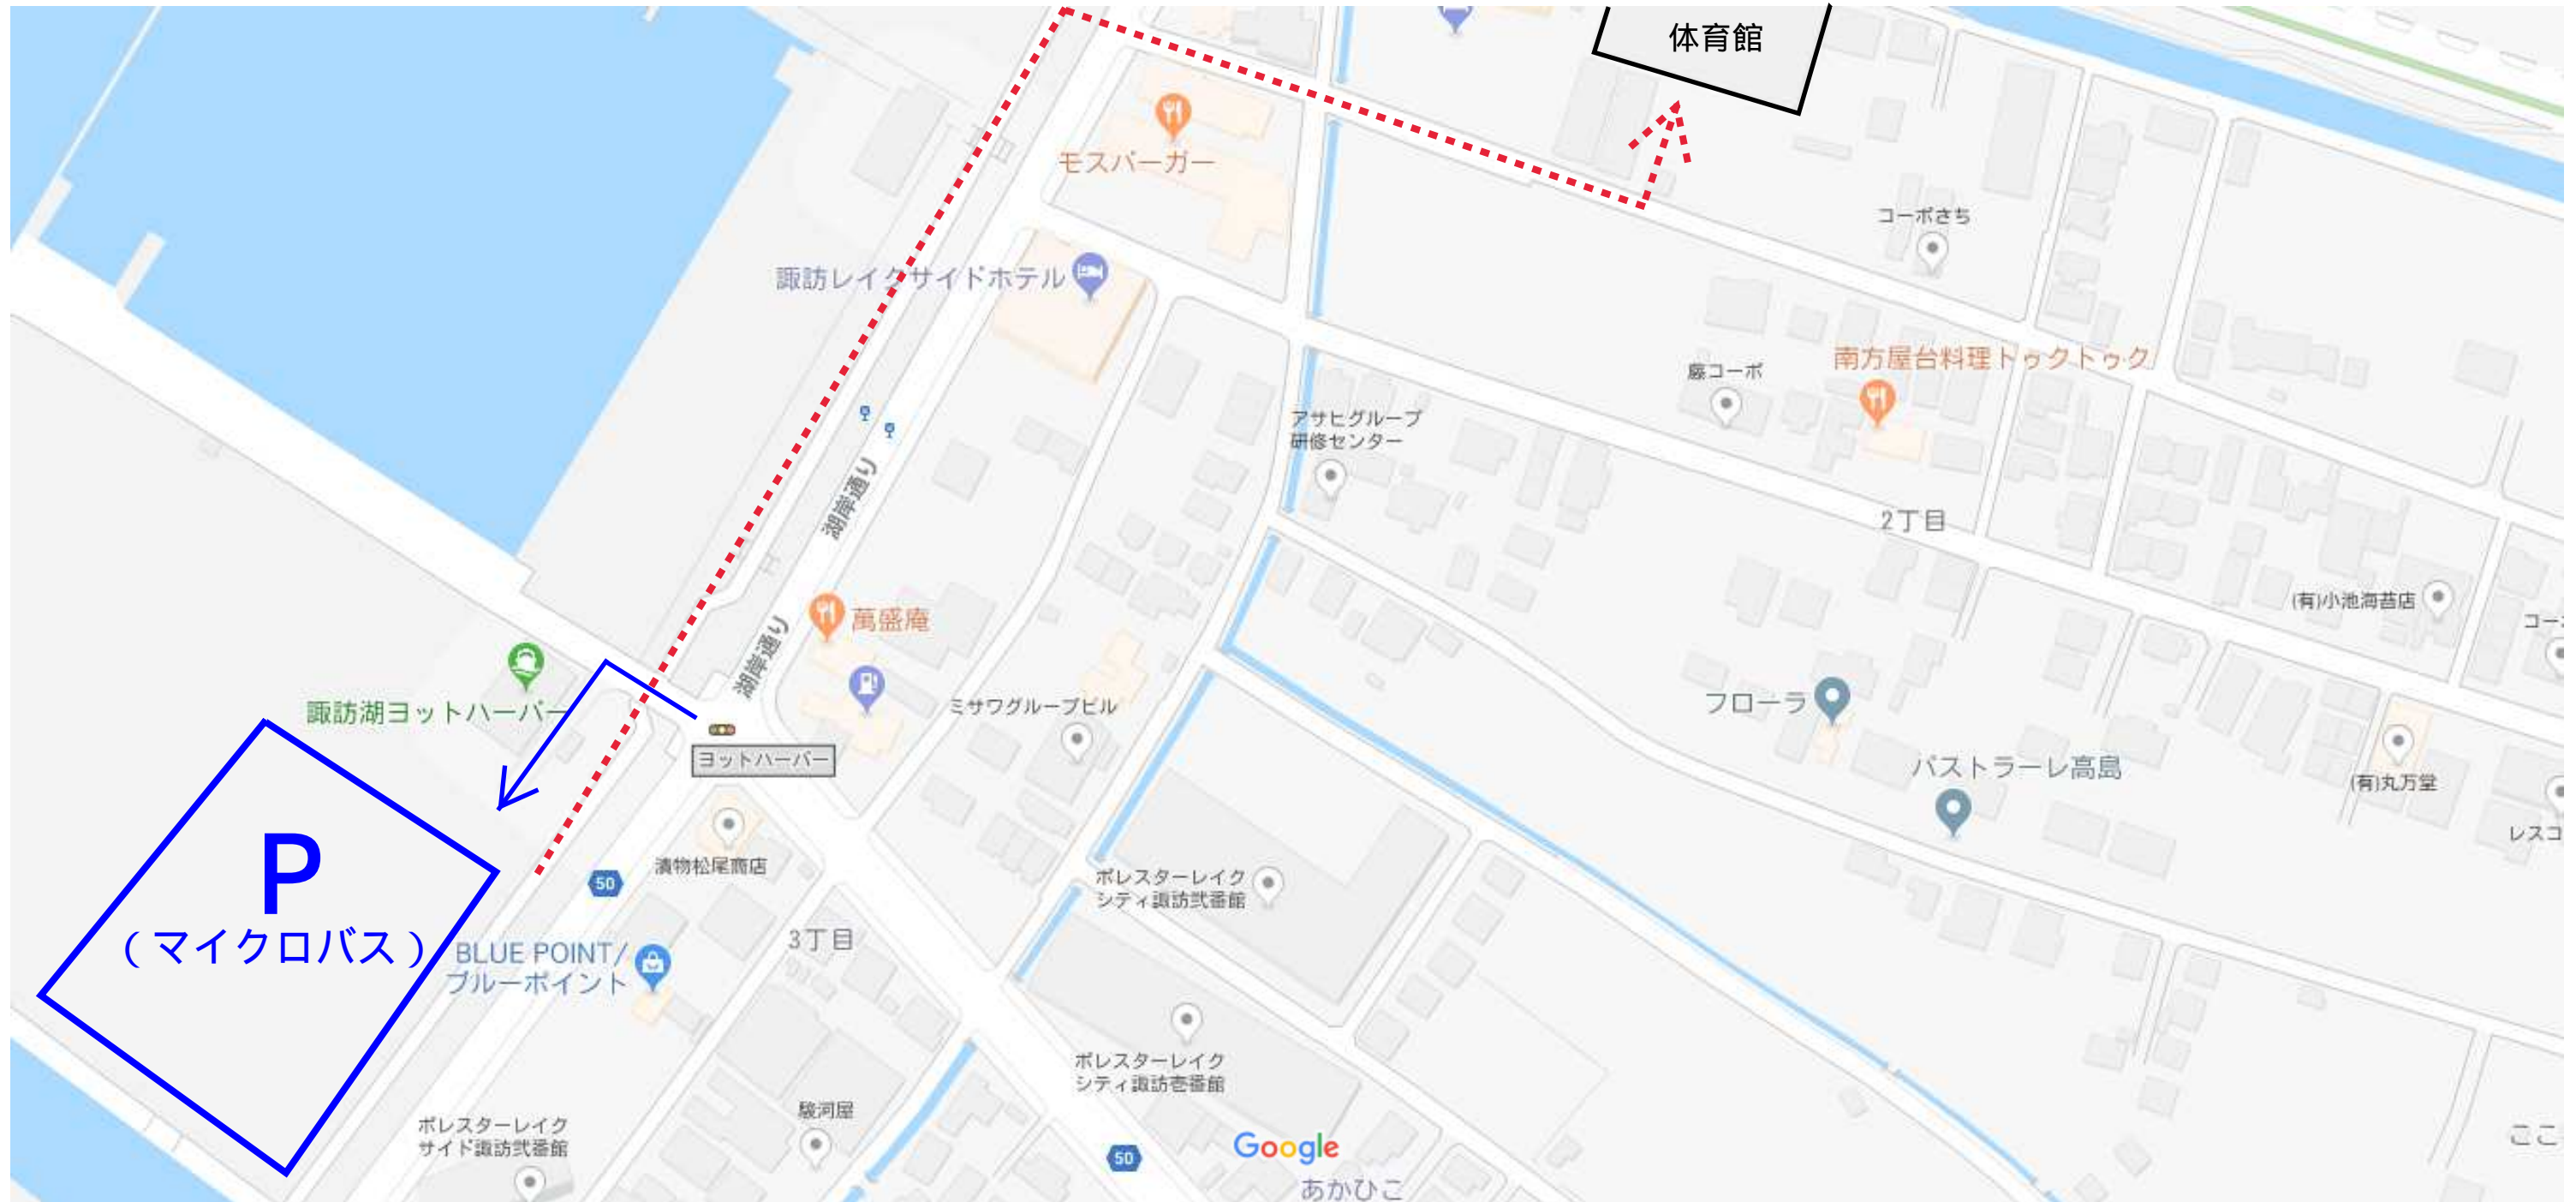 体育館
モスバーガー
コーポさち
諏訪レイクサイドホテル
南方屋台料理トゥクトゥク
藤コーポ
アサヒグループ
研修センター
湖岸通り
2丁目
(有)小池海苔店
萬盛庵
湖岸通り
諏訪湖ヨットハーバー
ミサワグループビル
フローラ
ヨットハーバー
パストラーレ高島
(有)丸万堂
レスコ
P
(マイクロバス)
50
漬物松尾商店
ポレスターレイク
シティ諏訪弐番館
BLUE POINT/
ブルーポイント
3丁目
ポレスターレイク
シティ諏訪壱番館
駿河屋
ポレスターレイク
サイド諏訪弐番館
50
Google
あかひこ
ここ